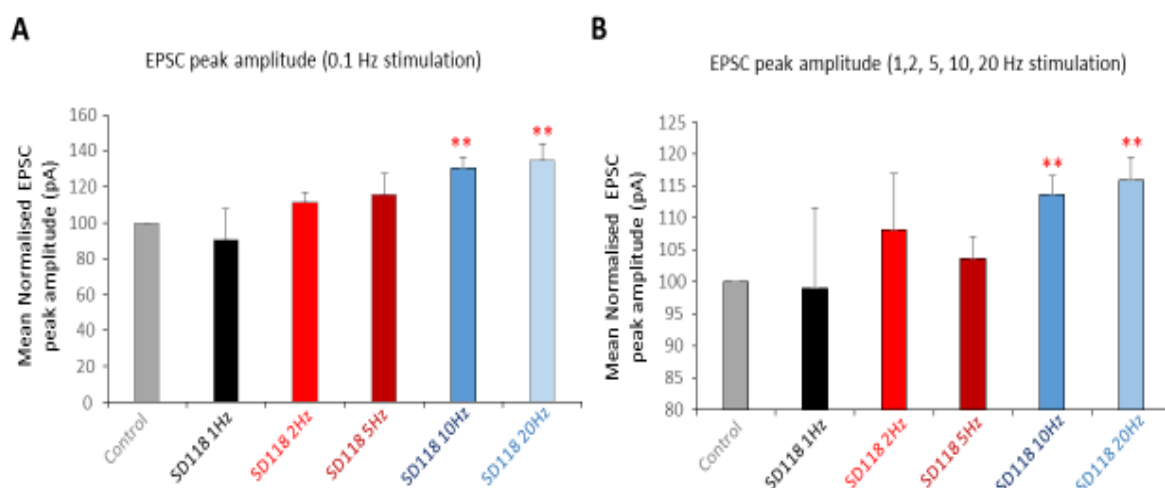 A
EPSC peak amplitude (0.1 Hz stimulation)
Mean Normalised EPSC
peak amplitude (pA)
160
140
120
100
80
60
40
20
0
**
**
Control
SD118 1Hz
SD118 2Hz
SD118 5Hz
SD118 10Hz
SD118 20Hz
B
EPSC peak amplitude (1,2, 5, 10, 20 Hz stimulation)
Mean Normalised EPSC
peak amplitude (pA)
125
120
115
110
105
100
95
90
85
80
**
**
Control
SD118 1Hz
SD118 2Hz
SD118 5Hz
SD118 10Hz
SD118 20Hz